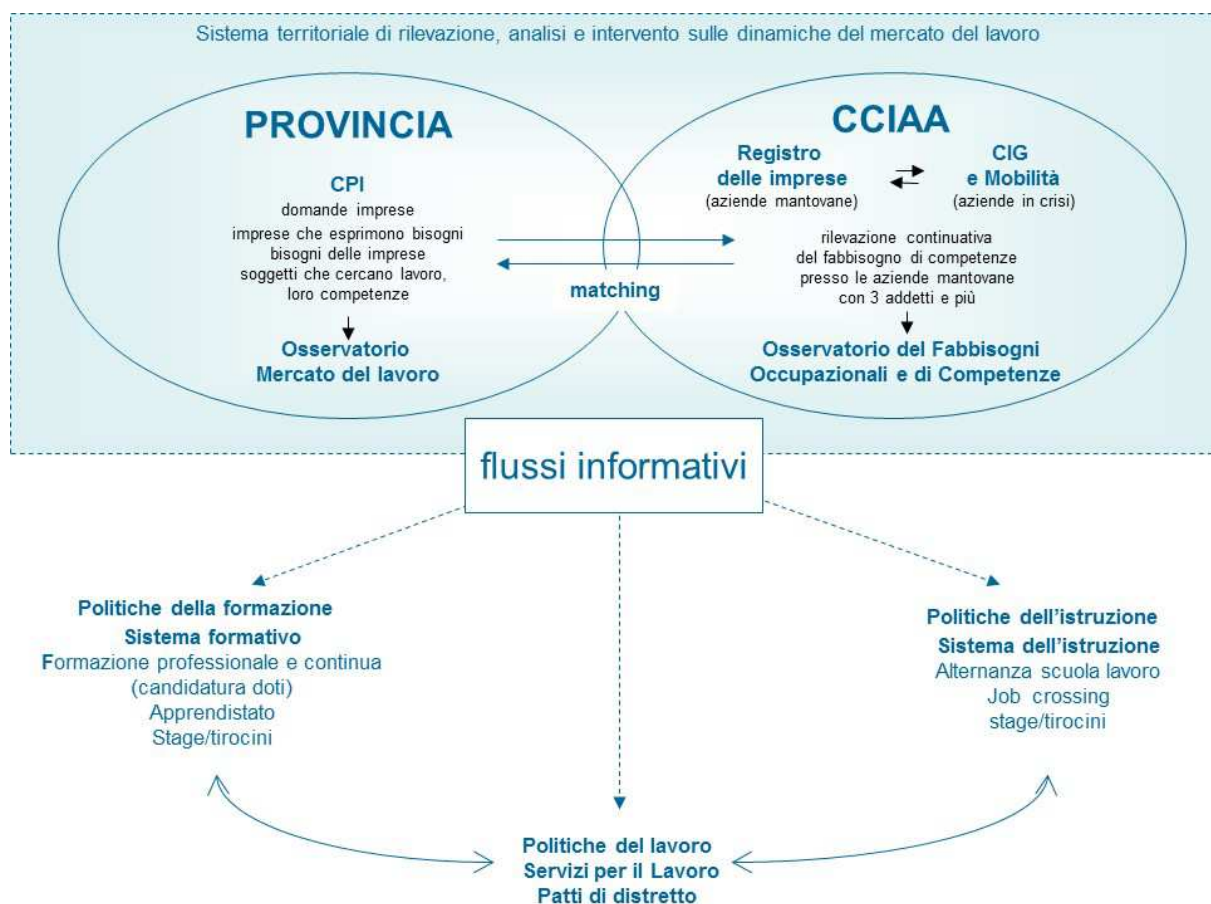 Sistema territoriale di rilevazione, analisi e intervento sulle dinamiche del mercato del lavoro
PROVINCIA
CPI
domande imprese
imprese che esprimono bisogni
bisogni delle imprese
soggetti che cercano lavoro,
loro competenze
Osservatorio
Mercato del lavoro
matching
CCIAA
Registro
delle imprese
(aziende mantovane)
CIG
e Mobilità
(aziende in crisi)
rilevazione continuativa
del fabbisogno di competenze
presso le aziende mantovane
con 3 addetti e più
Osservatorio del Fabbisogni
Occupazionali e di Competenze
flussi informativi
Politiche della formazione
Sistema formativo
Formazione professionale e continua
(candidatura doti)
Apprendistato
Stage/tirocini
Politiche dell'istruzione
Sistema dell'istruzione
Alternanza scuola lavoro
Job crossing
stage/tirocini
Politiche del lavoro
Servizi per il Lavoro
Patti di distretto